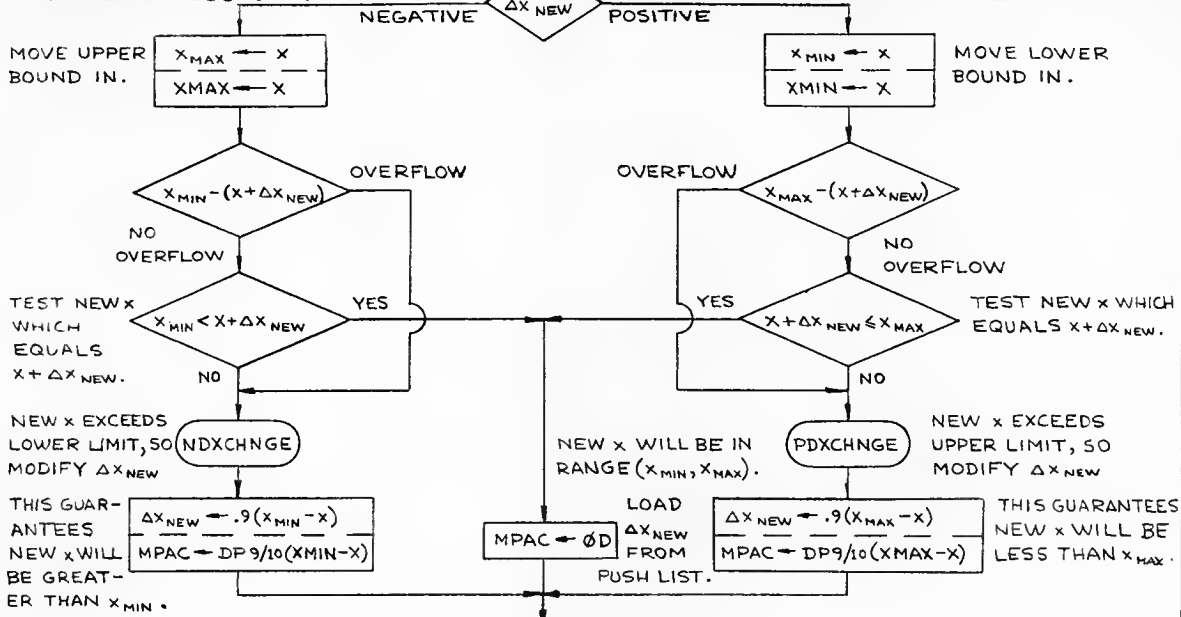 Δx NEW
NEGATIVE
POSITIVE
MOVE UPPER
BOUND IN.
x MAX ← x
XMAX ← X
x MIN ← x
XMIN ← X
MOVE LOWER
BOUND IN.
x MIN – (x + Δx NEW)
OVERFLOW
OVERFLOW
x MAX – (x + Δx NEW)
NO
OVERFLOW
NO
OVERFLOW
TEST NEW x
WHICH
EQUALS
x + Δx NEW.
x MIN < x + Δx NEW
YES
YES
x + Δx NEW ≤ x MAX
TEST NEW x WHICH
EQUALS x + Δx NEW.
NO
NO
NEW x EXCEEDS
LOWER LIMIT, SO
MODIFY Δx NEW
NDXCHNGE
NEW x WILL BE IN
RANGE (x MIN, x MAX).
PDXCHNGE
NEW x EXCEEDS
UPPER LIMIT, SO
MODIFY Δx NEW
THIS GUAR-
ANTEES
NEW x WILL
BE GREAT-
ER THAN x MIN.
Δx NEW ← .9(x MIN – x)
MPAC ← DP9/10(XMIN–X)
MPAC ← ØD
LOAD
Δx NEW
FROM
PUSH LIST.
Δx NEW ← .9(x MAX – x)
MPAC ← DP9/10(XMAX–X)
THIS GUARANTEES
NEW x WILL BE
LESS THAN x MAX.